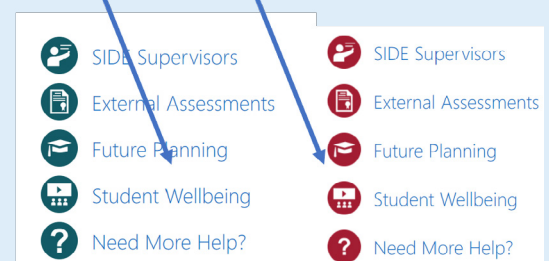 SIDE Supervisors
External Assessments
Future Planning
Student Wellbeing
Need More Help?
SIDE Supervisors
External Assessments
Future Planning
Student Wellbeing
Need More Help?